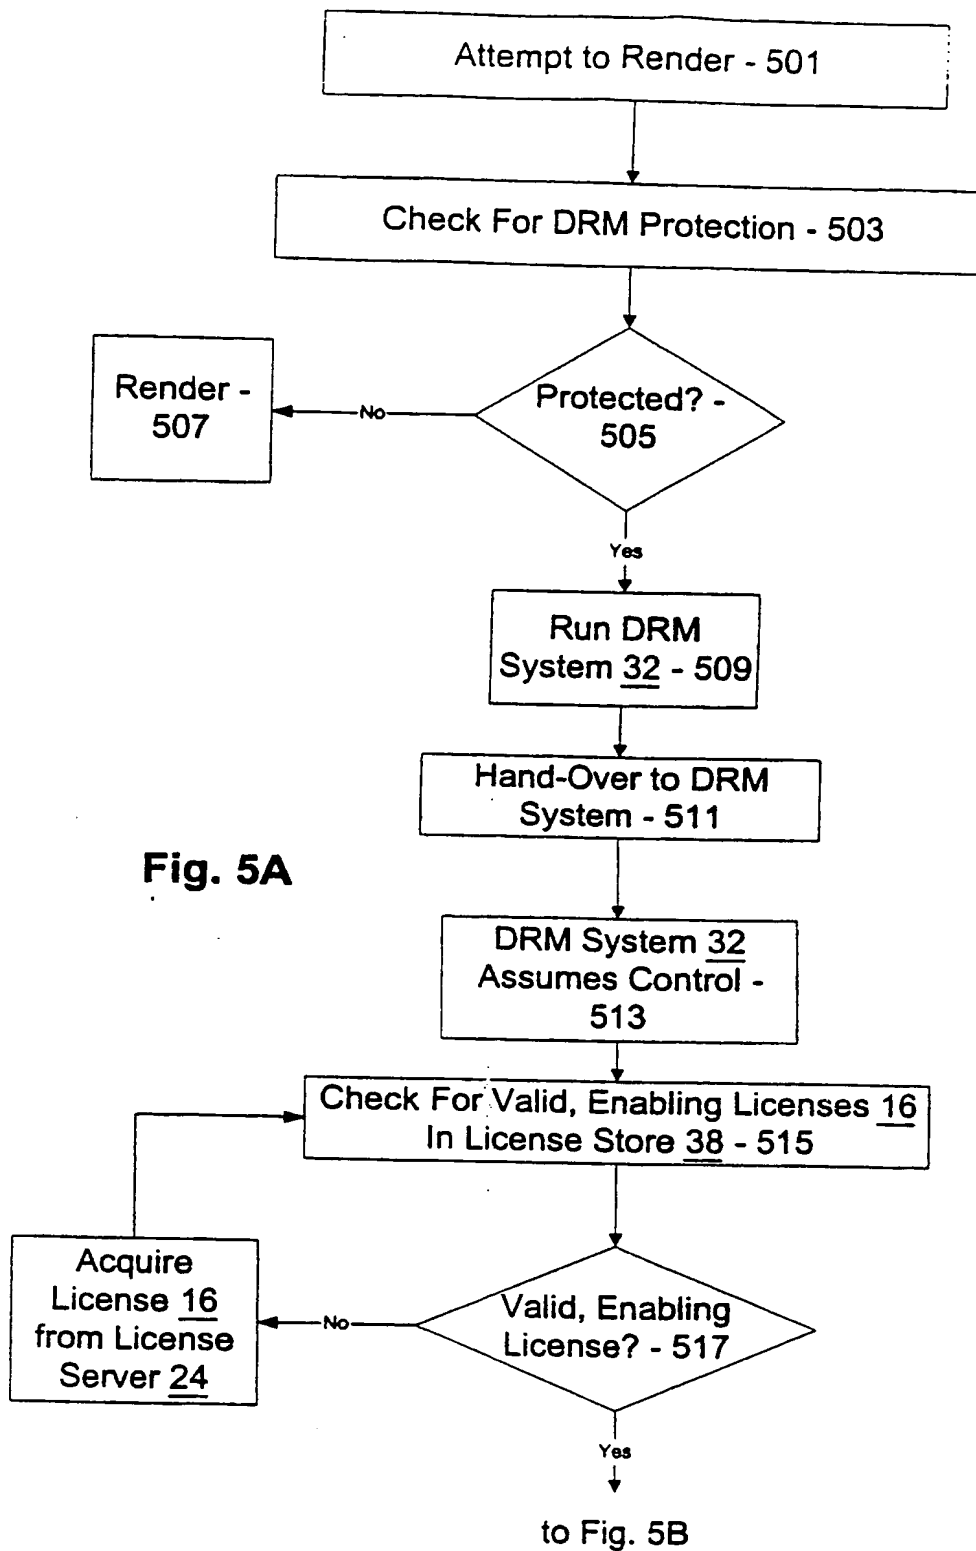 Attempt to Render - 501
Check For DRM Protection - 503
Render -
507
No
Protected? -
505
Yes
Run DRM
System 32 - 509
Hand-Over to DRM
System - 511
Fig. 5A
DRM System 32
Assumes Control -
513
Check For Valid, Enabling Licenses 16
In License Store 38 - 515
Acquire
License 16
from License
Server 24
No
Valid, Enabling
License? - 517
Yes
to Fig. 5B